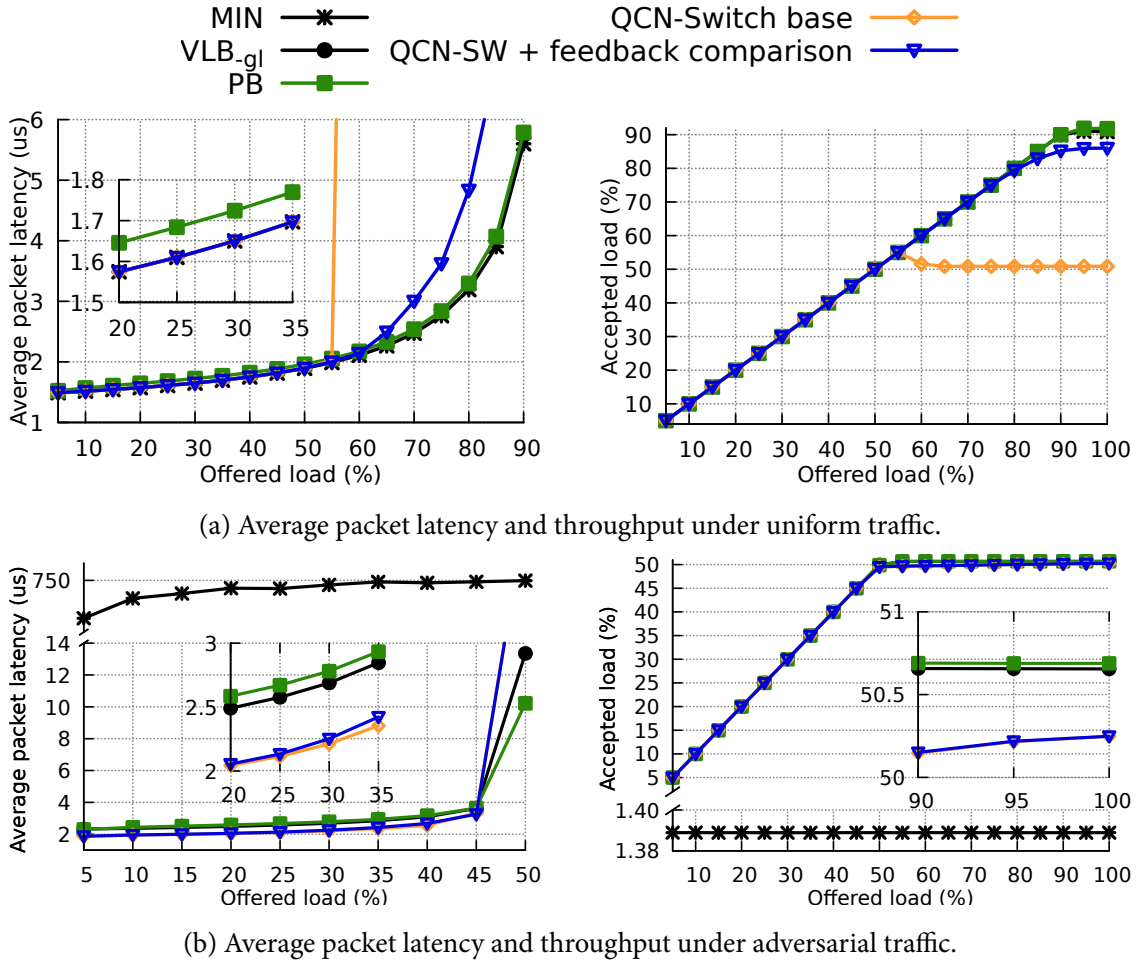 MIN
VLB-gl
PB
QCN-Switch base
QCN-SW + feedback comparison
Average packet latency (us)
6
5
4
3
2
1
1.8
1.7
1.6
1.5
20 25 30 35
10 20 30 40 50 60 70 80 90
Offered load (%)
Accepted load (%)
90
80
70
60
50
40
30
20
10
10 20 30 40 50 60 70 80 90 100
Offered load (%)
(a) Average packet latency and throughput under uniform traffic.
Average packet latency (us)
750
14
12
10
8
6
4
2
3
2.5
2
20 25 30 35
5 10 15 20 25 30 35 40 45 50
Offered load (%)
Accepted load (%)
50
45
40
35
30
25
20
15
10
5
1.40
1.38
51
50.5
50
90 95 100
10 20 30 40 50 60 70 80 90 100
Offered load (%)
(b) Average packet latency and throughput under adversarial traffic.